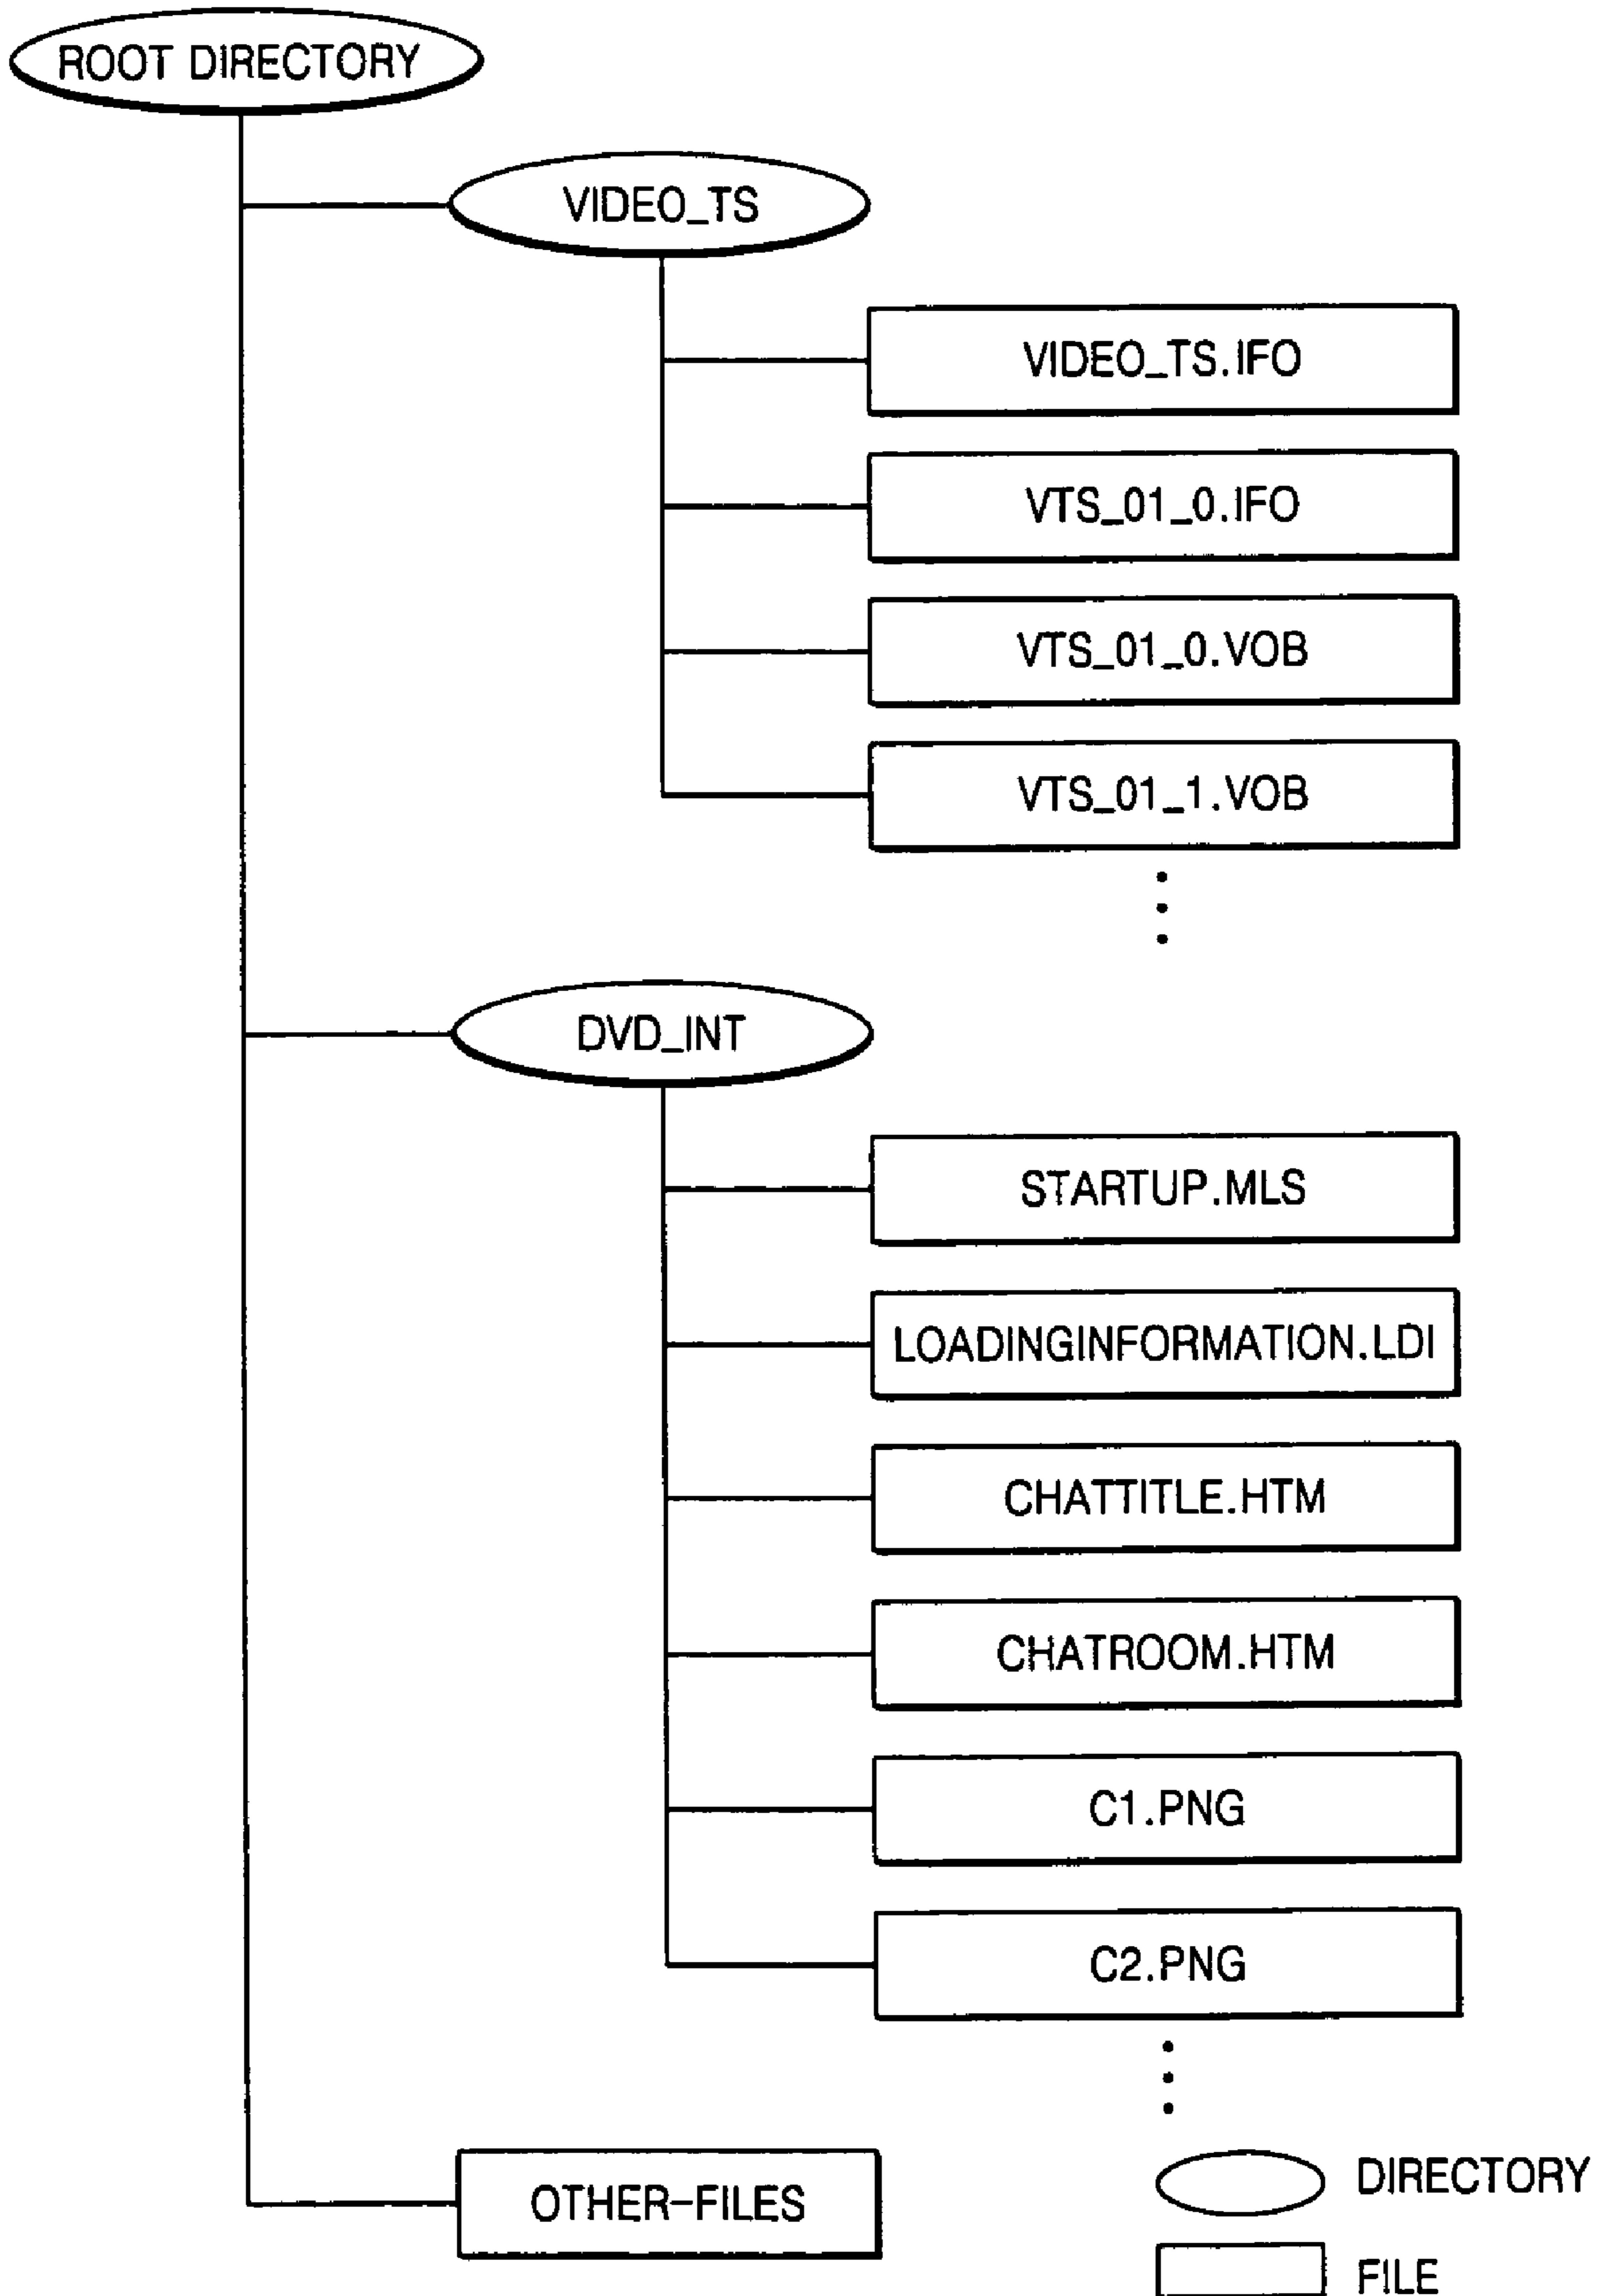 ROOT DIRECTORY
VIDEO_TS
VIDEO_TS.IFO
VTS_01_0.IFO
VTS_01_0.VOB
VTS_01_1.VOB
DVD_INT
STARTUP.MLS
LOADINGINFORMATION.LDI
CHATTITLE.HTM
CHATROOM.HTM
C1.PNG
C2.PNG
OTHER-FILES
DIRECTORY
FILE